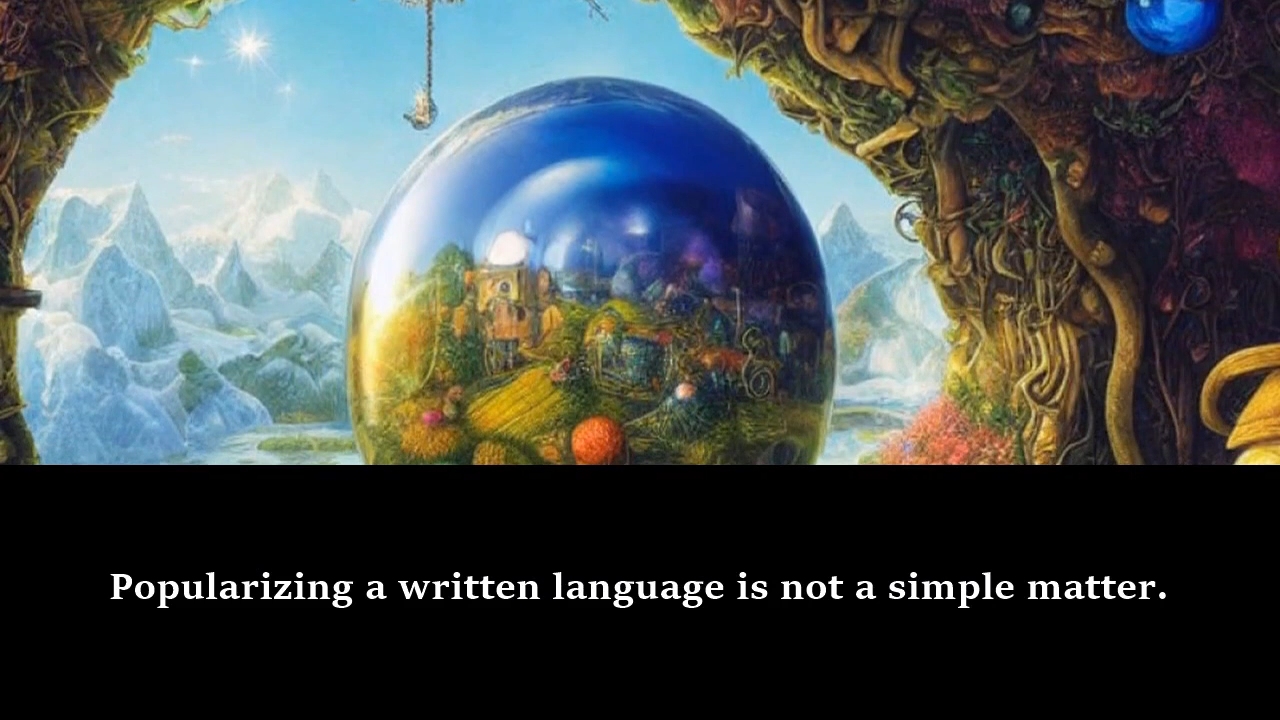 Popularizing a written language is not a simple matter.